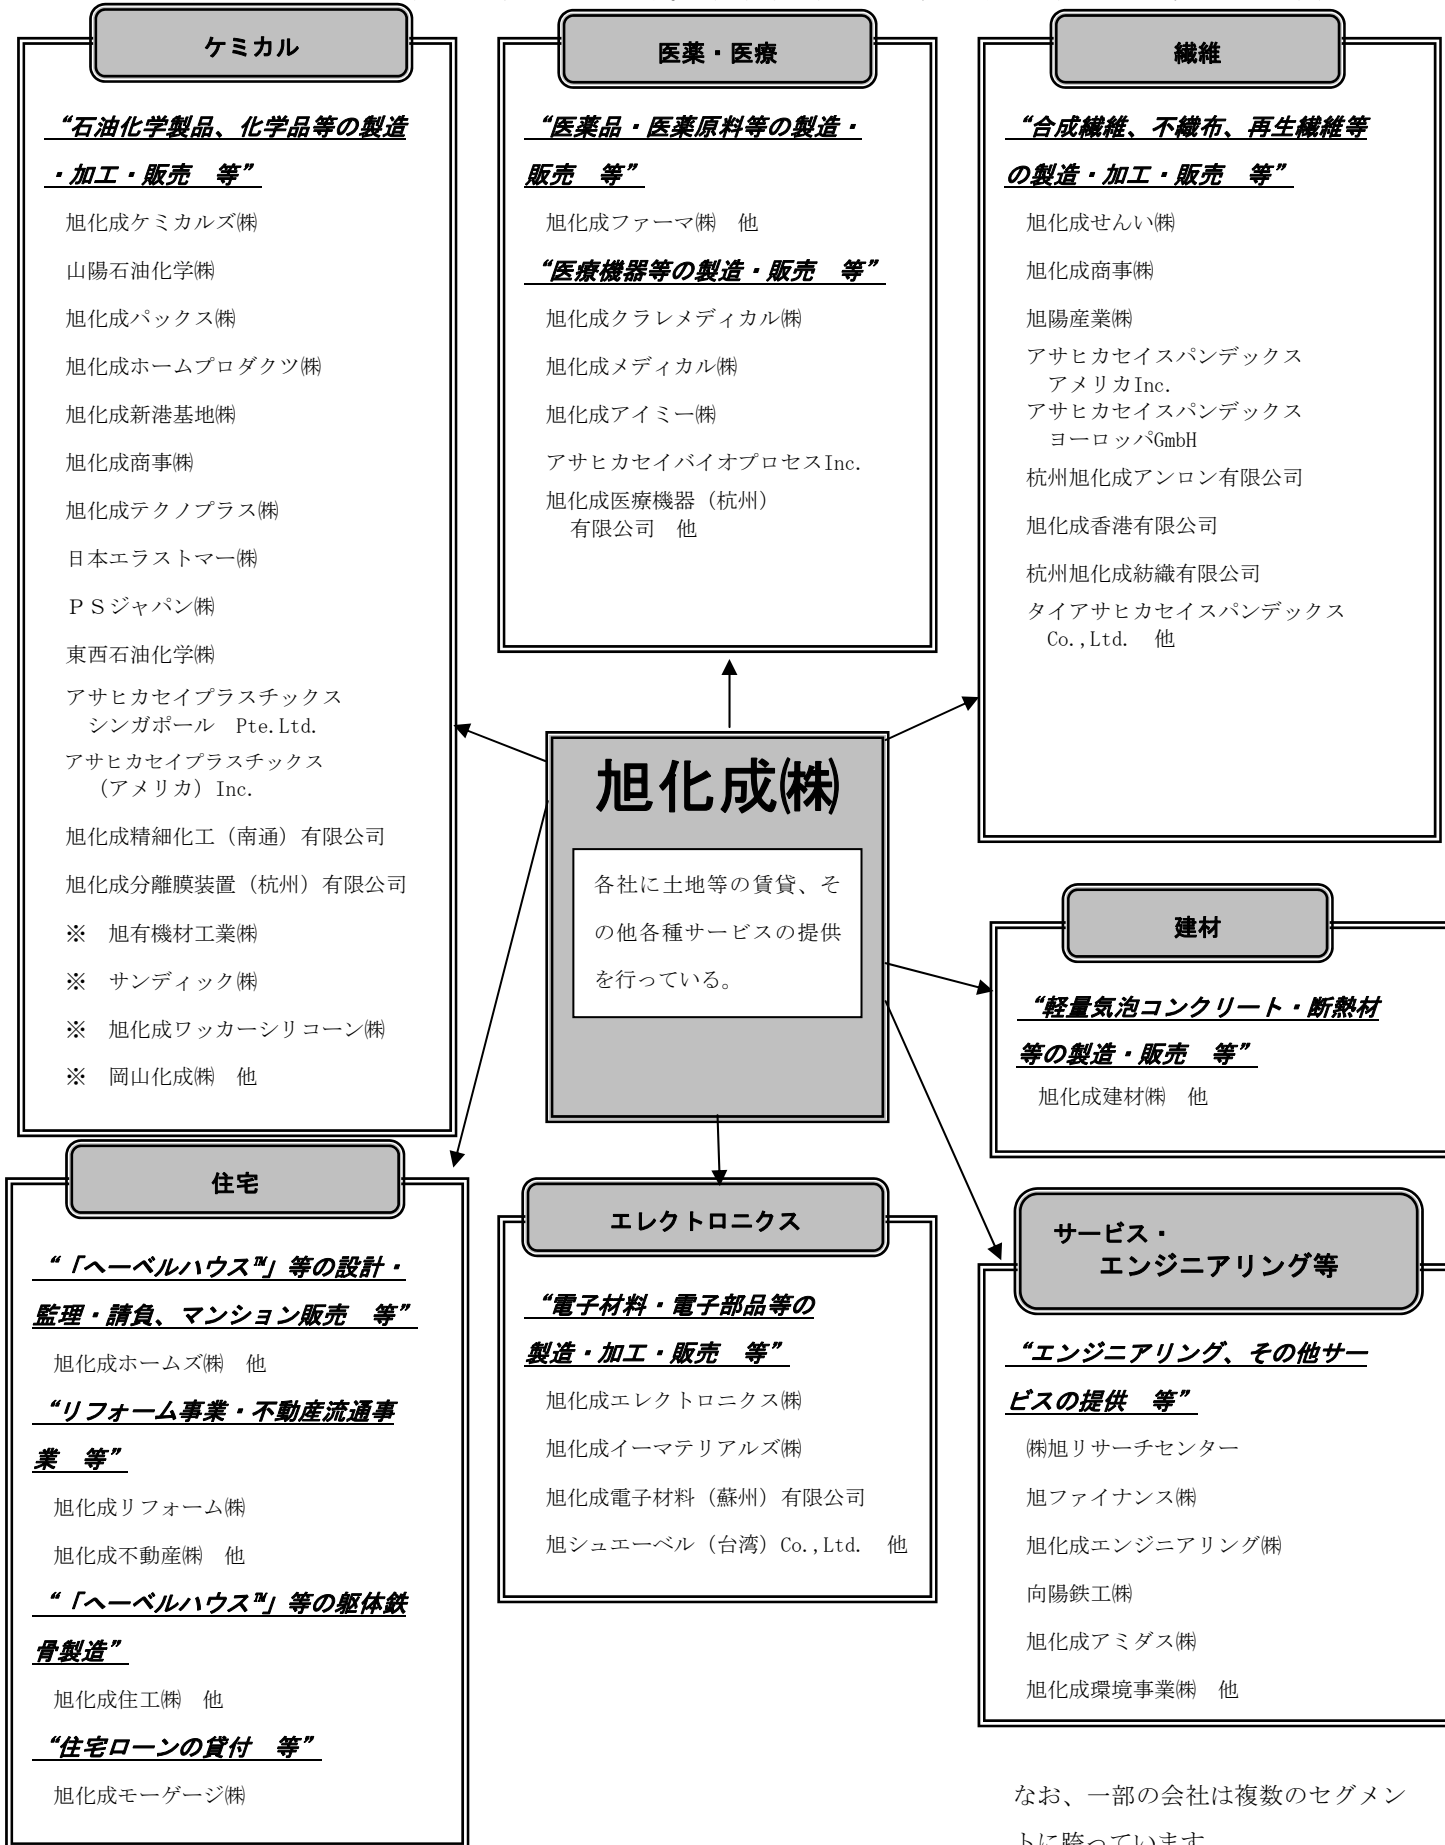 ケミカル
“石油化学製品、化学品等の製造
・加工・販売　等”
旭化成ケミカルズ㈱
山陽石油化学㈱
旭化成パックス㈱
旭化成ホームプロダクツ㈱
旭化成新港基地㈱
旭化成商事㈱
旭化成テクノプラス㈱
日本エラストマー㈱
ＰＳジャパン㈱
東西石油化学㈱
アサヒカセイプラスチックス
シンガポール　Pte.Ltd.
アサヒカセイプラスチックス
（アメリカ）Inc.
旭化成精細化工（南通）有限公司
旭化成分離膜装置（杭州）有限公司
※　旭有機材工業㈱
※　サンディック㈱
※　旭化成ワッカーシリコーン㈱
※　岡山化成㈱　他
医薬・医療
“医薬品・医薬原料等の製造・
販売　等”
旭化成ファーマ㈱　他
“医療機器等の製造・販売　等”
旭化成クラレメディカル㈱
旭化成メディカル㈱
旭化成アイミー㈱
アサヒカセイバイオプロセスInc.
旭化成医療機器（杭州）
有限公司　他
繊維
“合成繊維、不織布、再生繊維等
の製造・加工・販売　等”
旭化成せんい㈱
旭化成商事㈱
旭陽産業㈱
アサヒカセイスパンデックス
アメリカInc.
アサヒカセイスパンデックス
ヨーロッパGmbH
杭州旭化成アンロン有限公司
旭化成香港有限公司
杭州旭化成紡織有限公司
タイアサヒカセイスパンデックス
Co.,Ltd.　他
旭化成㈱
各社に土地等の賃貸、そ
の他各種サービスの提供
を行っている。
建材
“軽量気泡コンクリート・断熱材
等の製造・販売　等”
旭化成建材㈱　他
住宅
“「ヘーベルハウス™」等の設計・
監理・請負、マンション販売　等”
旭化成ホームズ㈱　他
“リフォーム事業・不動産流通事
業　等”
旭化成リフォーム㈱
旭化成不動産㈱　他
“「ヘーベルハウス™」等の躯体鉄
骨製造”
旭化成住工㈱　他
“住宅ローンの貸付　等”
旭化成モーゲージ㈱
エレクトロニクス
“電子材料・電子部品等の
製造・加工・販売　等”
旭化成エレクトロニクス㈱
旭化成イーマテリアルズ㈱
旭化成電子材料（蘇州）有限公司
旭シュエーベル（台湾）Co.,Ltd.　他
サービス・
エンジニアリング等
“エンジニアリング、その他サー
ビスの提供　等”
㈱旭リサーチセンター
旭ファイナンス㈱
旭化成エンジニアリング㈱
向陽鉄工㈱
旭化成アミダス㈱
旭化成環境事業㈱　他
なお、一部の会社は複数のセグメン
トに跨っています